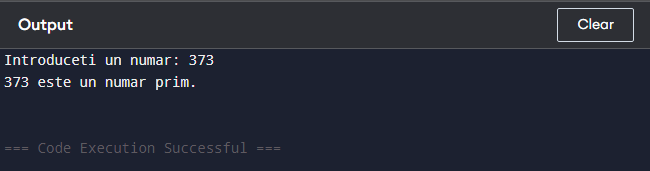 Output
Clear
Introduceti un numar: 373
373 este un numar prim.
=== Code Execution Successful ===